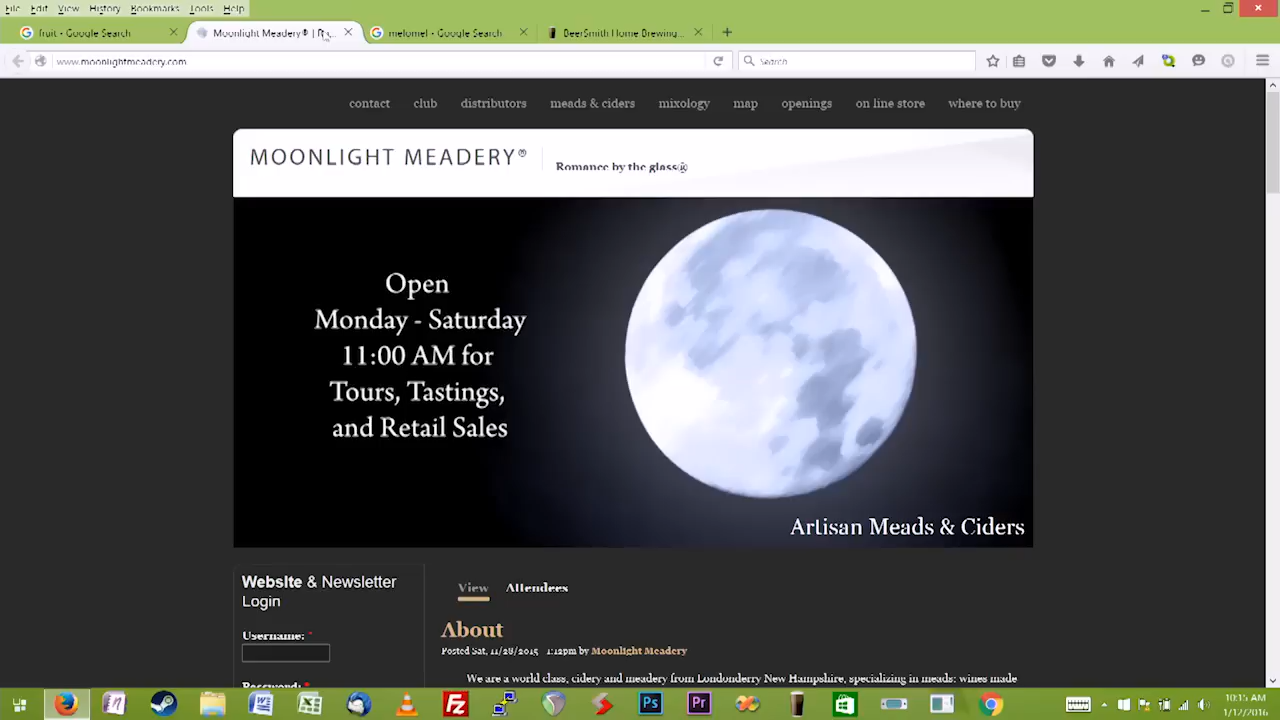 File Edit View History Bookmarks Tools Help
fruit - Google Search
Moonlight Meadery® |
melomel - Google Search
BeerSmith Home Brewing...
www.moonlightmeadery.com
Search
contact club distributors meads & ciders mixology map openings on line store where to buy
MOONLIGHT MEADERY®
Romance by the glass®
Open
Monday - Saturday
11:00 AM for
Tours, Tastings,
and Retail Sales
Artisan Meads & Ciders
Website & Newsletter
Login
Username: *
Password: *
View Attendees
About
Posted Sat, 11/28/2015 - 1:12pm by Moonlight Meadery
We are a world class, cidery and meadery from Londonderry New Hampshire, specializing in meads: wines made
10:15 AM
1/12/2016